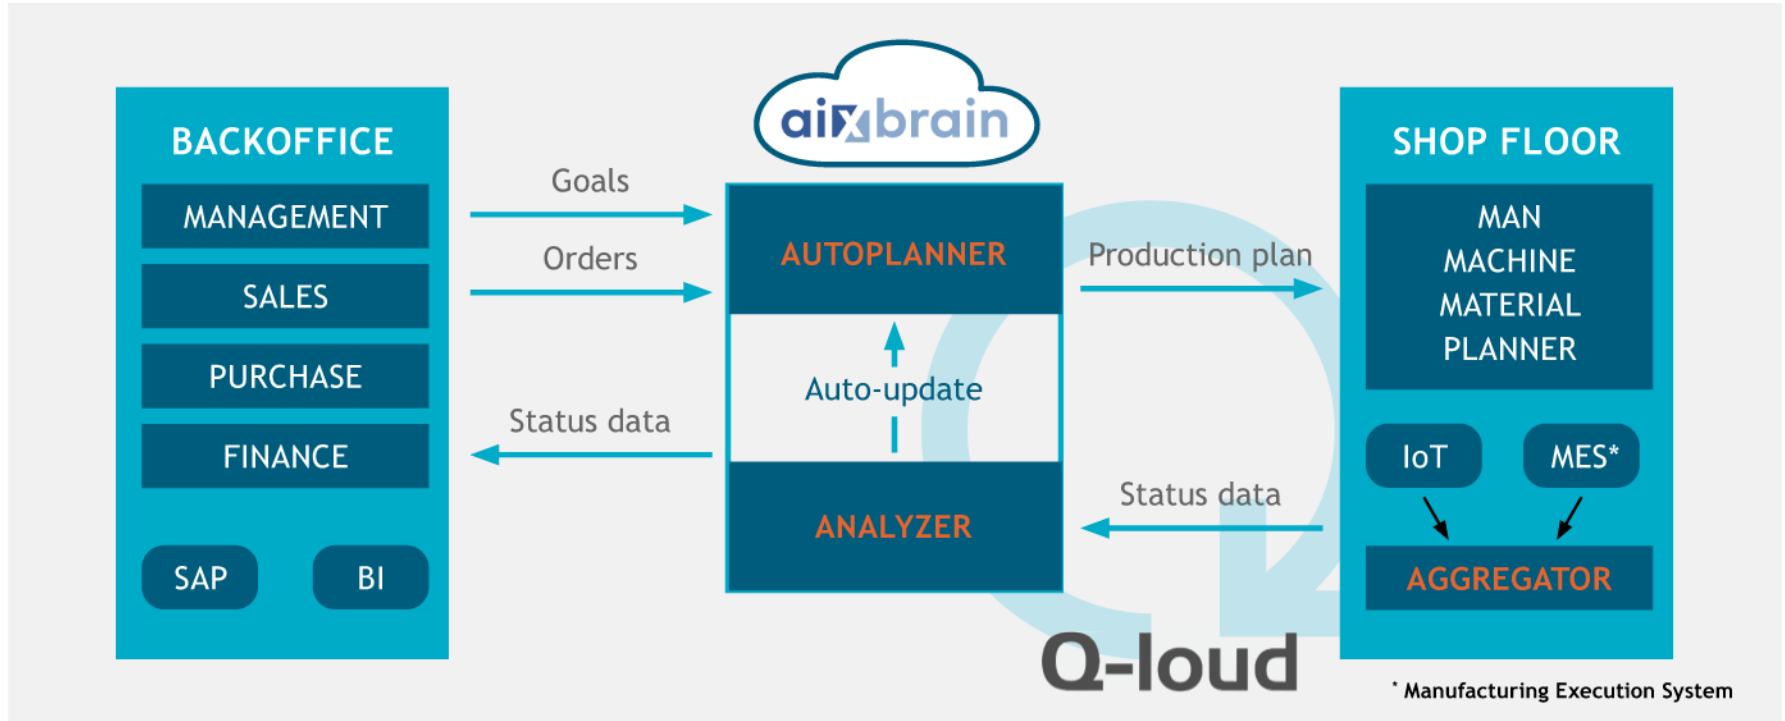 aixbrain
BACKOFFICE
MANAGEMENT
SALES
PURCHASE
FINANCE
SAP
BI
Goals
Orders
Status data
AUTOPLANNER
Auto-update
ANALYZER
Production plan
Status data
Q-loud
SHOP FLOOR
MAN
MACHINE
MATERIAL
PLANNER
IoT
MES*
AGGREGATOR
* Manufacturing Execution System